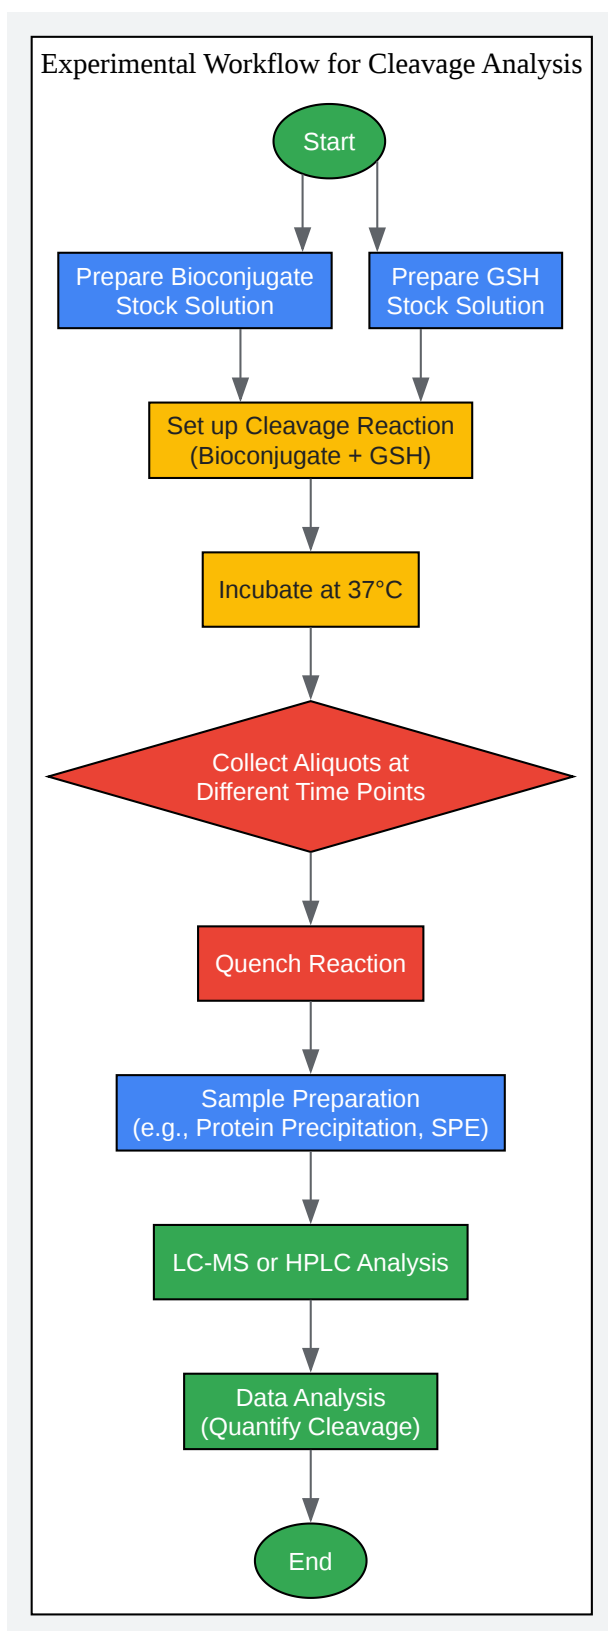 Experimental Workflow for Cleavage Analysis
Start
Prepare Bioconjugate
Stock Solution
Prepare GSH
Stock Solution
Set up Cleavage Reaction
(Bioconjugate + GSH)
Incubate at 37°C
Collect Aliquots at
Different Time Points
Quench Reaction
Sample Preparation
(e.g., Protein Precipitation, SPE)
LC-MS or HPLC Analysis
Data Analysis
(Quantify Cleavage)
End